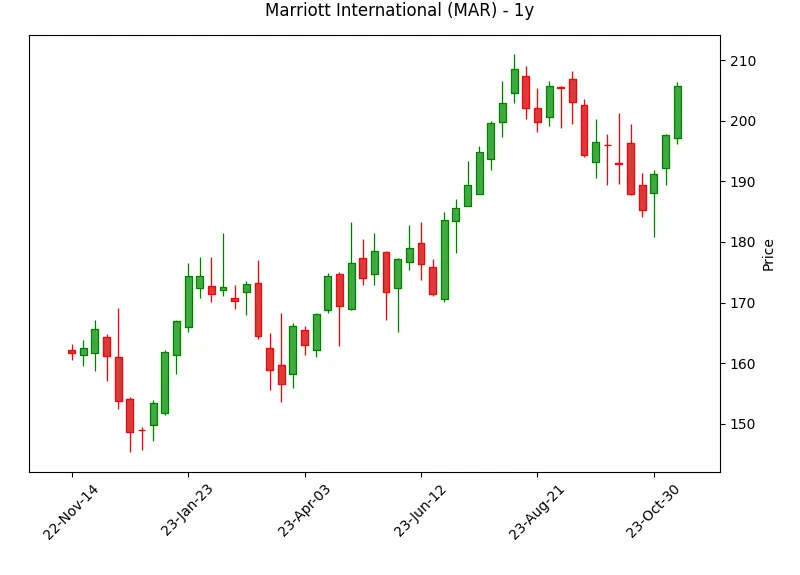 Marriott International (MAR) - 1y
210
200
190
180
170
160
150
Price
22-Nov-14
23-Jan-23
23-Apr-03
23-Jun-12
23-Aug-21
23-Oct-30